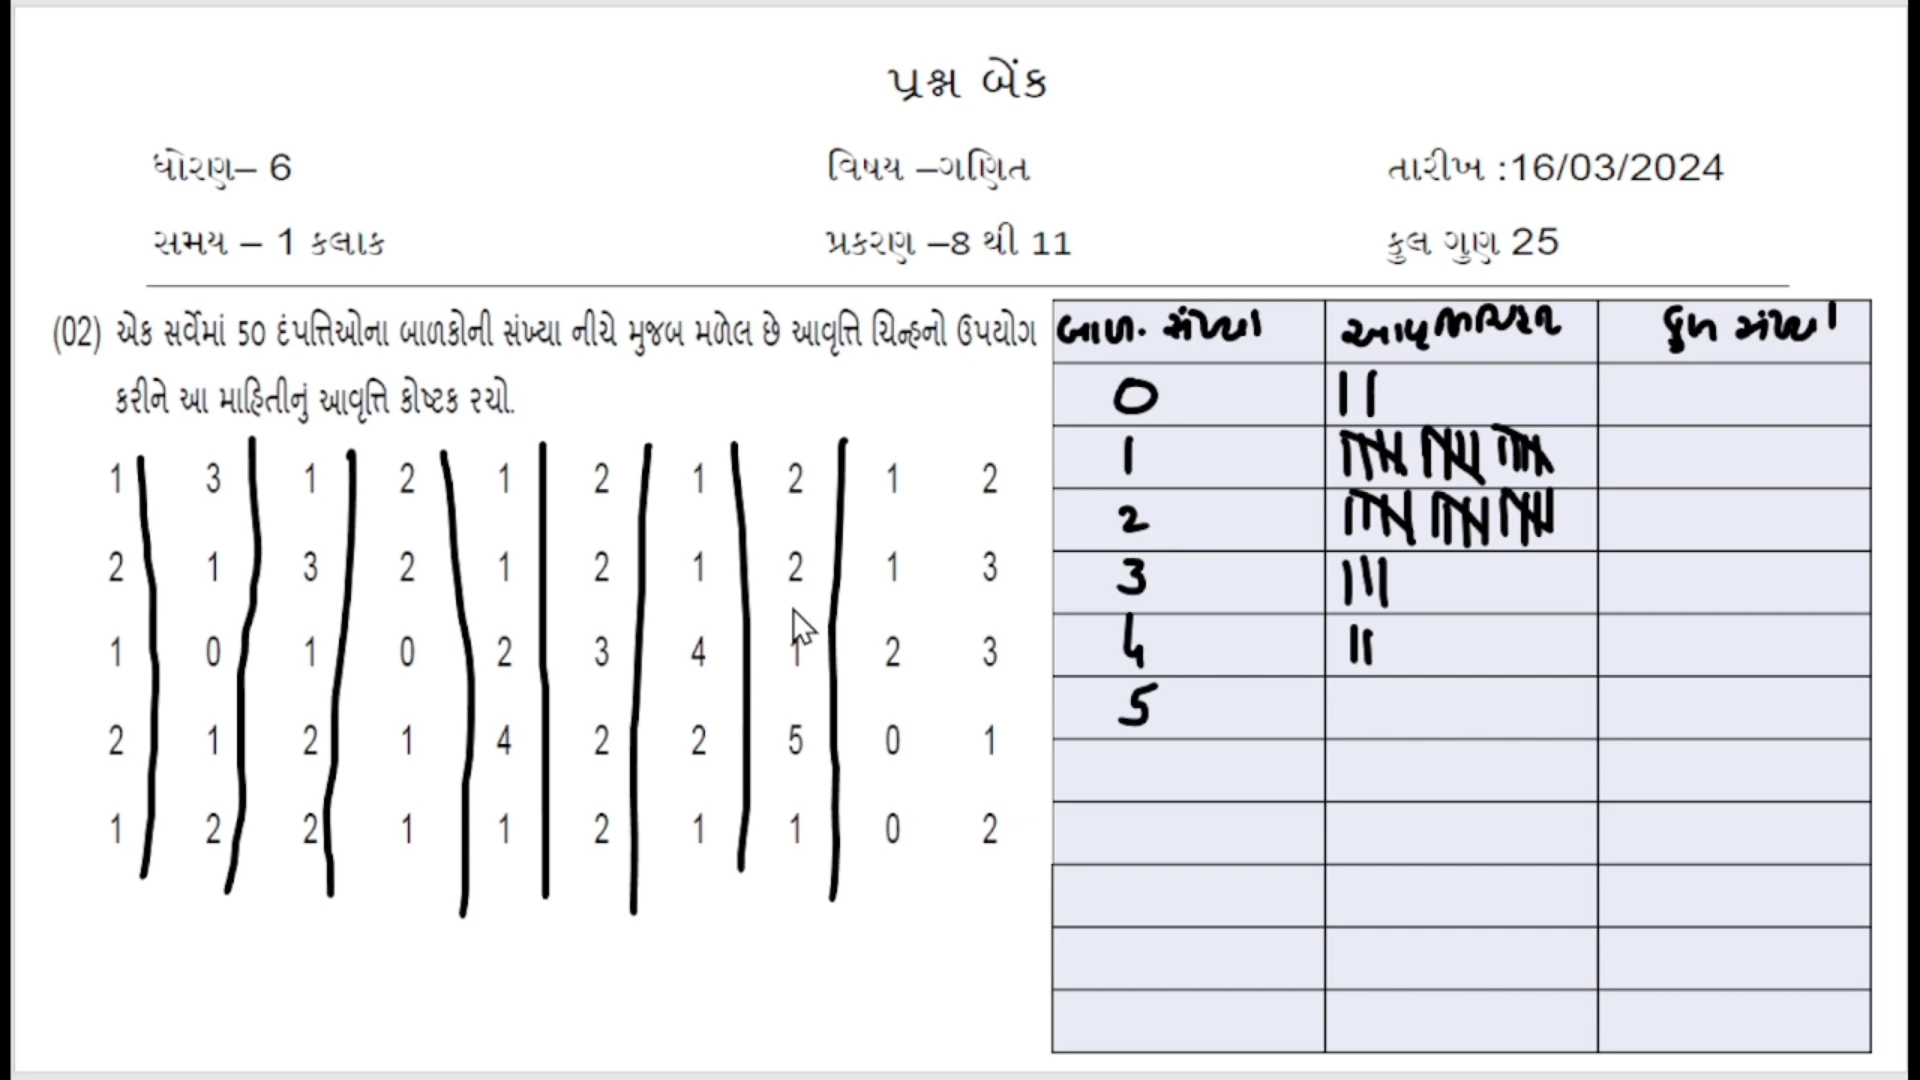 પ્રશ્ન બેંક
ધોરણ– 6 વિષય –ગણિત તારીખ :16/03/2024
સમય – 1 કલાક પ્રકરણ –8 થી 11 કુલ ગુણ 25
(02) એક સર્વેમાં 50 દંપત્તિઓના બાળકોની સંખ્યા નીચે મુજબ મળેલ છે આવૃત્તિ ચિન્હનો ઉપયોગ
કરીને આ માહિતીનું આવૃત્તિ કોષ્ટક રચો.
1 3 1 2 1 2 1 2 1 2
2 1 3 2 1 2 1 2 1 3
1 0 1 0 2 3 4 1 2 3
2 1 2 1 4 2 2 5 0 1
1 2 2 1 1 2 1 1 0 2
બાળ. સંખ્યા કુલ સંખ્યા
0
1
2
3
4
5